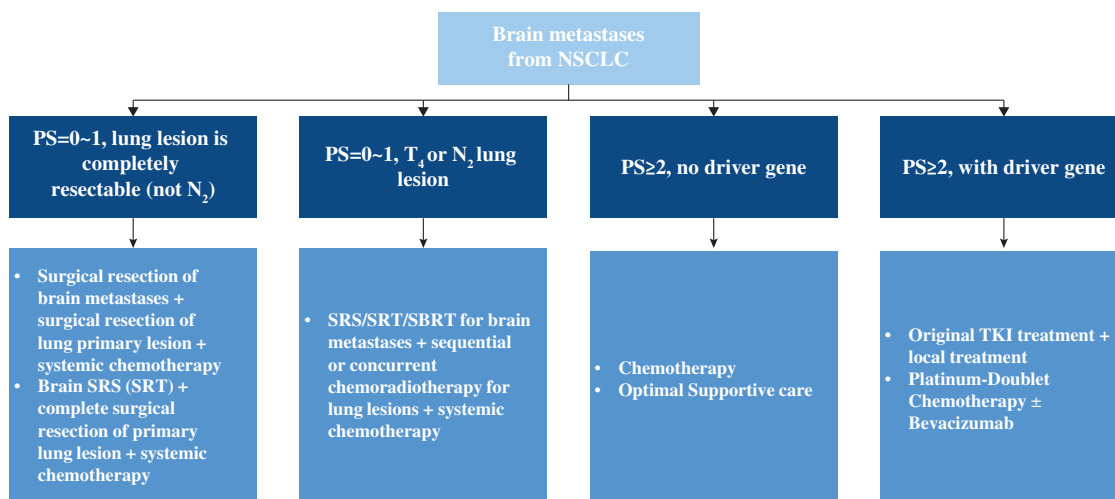 Brain metastases
from NSCLC
PS=0~1, lung lesion is
completely
resectable (not N₂)
PS=0~1, T₄ or N₂ lung
lesion
PS≥2, no driver gene
PS≥2, with driver gene
• Surgical resection of
brain metastases +
surgical resection of
lung primary lesion +
systemic chemotherapy
• Brain SRS (SRT) +
complete surgical
resection of primary
lung lesion + systemic
chemotherapy
• SRS/SRT/SBRT for brain
metastases + sequential
or concurrent
chemoradiotherapy for
lung lesions + systemic
chemotherapy
• Chemotherapy
• Optimal Supportive care
• Original TKI treatment +
local treatment
• Platinum-Doublet
Chemotherapy ±
Bevacizumab